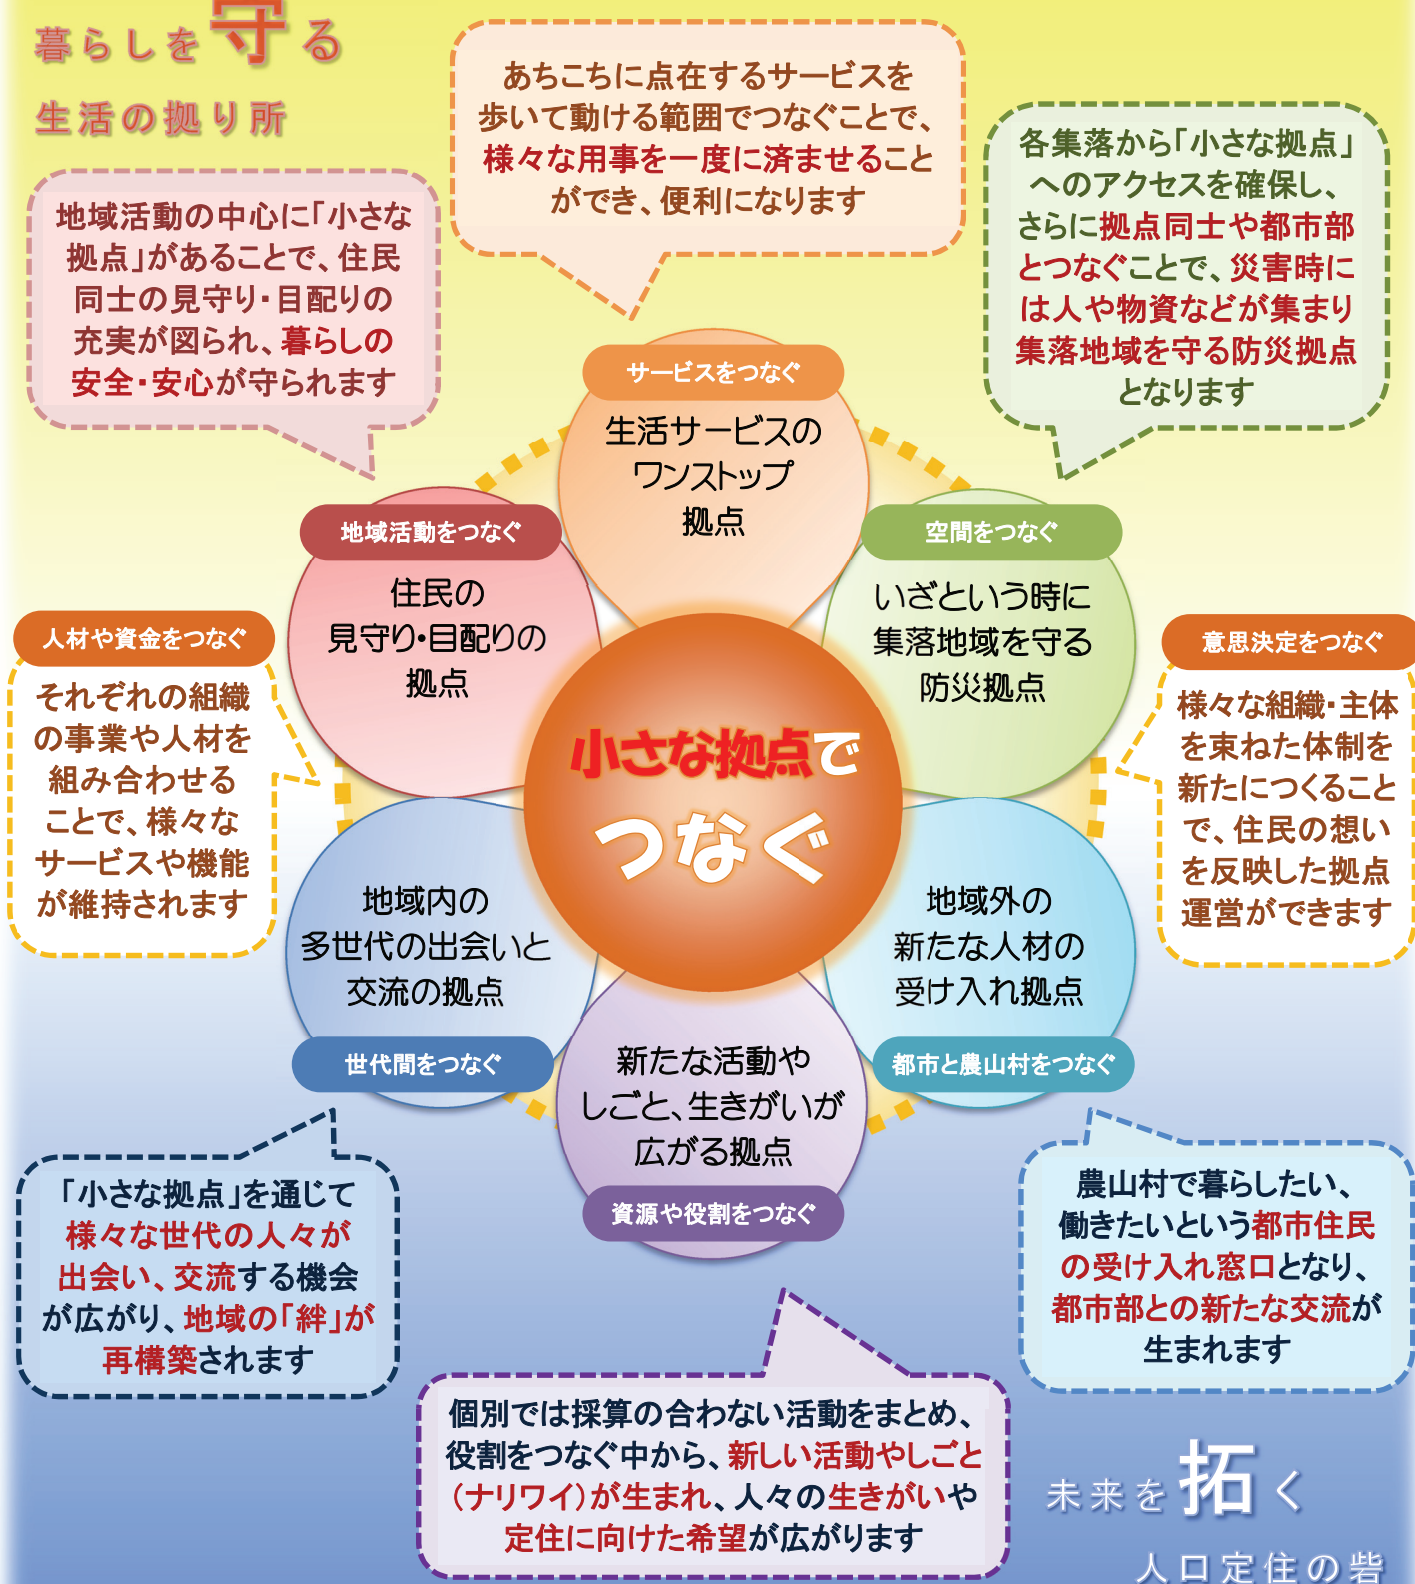 暮らしを守る
生活の拠り所
あちこちに点在するサービスを
歩いて動ける範囲でつなぐことで、
様々な用事を一度に済ませること
ができ、便利になります
各集落から「小さな拠点」
へのアクセスを確保し、
さらに拠点同士や都市部
とつなぐことで、災害時に
は人や物資などが集まり
集落地域を守る防災拠点
となります
地域活動の中心に「小さな
拠点」があることで、住民
同士の見守り・目配りの
充実が図られ、暮らしの
安全・安心が守られます
サービスをつなぐ
生活サービスの
ワンストップ
拠点
地域活動をつなぐ
住民の
見守り・目配りの
拠点
空間をつなぐ
いざという時に
集落地域を守る
防災拠点
人材や資金をつなぐ
それぞれの組織
の事業や人材を
組み合わせる
ことで、様々な
サービスや機能
が維持されます
小さな拠点で
つなぐ
意思決定をつなぐ
様々な組織・主体
を束ねた体制を
新たにつくること
で、住民の想い
を反映した拠点
運営ができます
地域内の
多世代の出会いと
交流の拠点
世代間をつなぐ
地域外の
新たな人材の
受け入れ拠点
都市と農山村をつなぐ
新たな活動や
しごと、生きがいが
広がる拠点
資源や役割をつなぐ
「小さな拠点」を通じて
様々な世代の人々が
出会い、交流する機会
が広がり、地域の「絆」が
再構築されます
農山村で暮らしたい、
働きたいという都市住民
の受け入れ窓口となり、
都市部との新たな交流が
生まれます
個別では採算の合わない活動をまとめ、
役割をつなぐ中から、新しい活動やしごと
（ナリワイ）が生まれ、人々の生きがいや
定住に向けた希望が広がります
未来を拓く
人口定住の砦